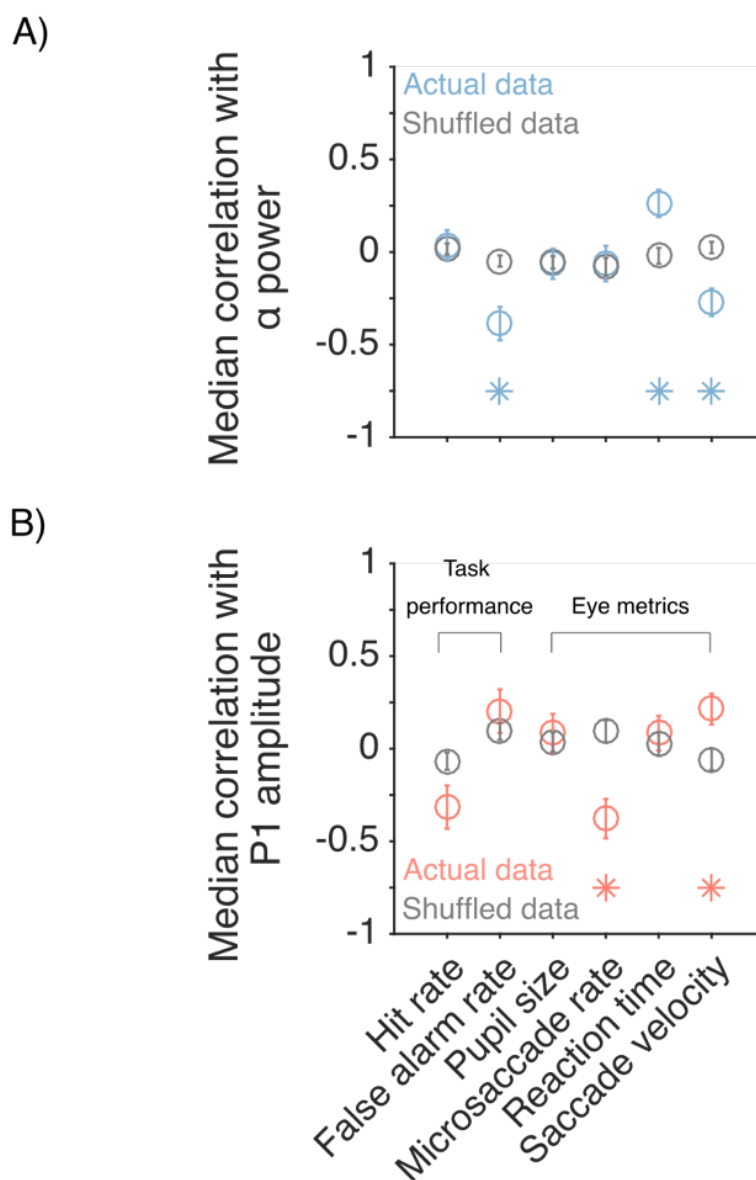 A)
Median correlation with
α power
1
0.5
0
-0.5
-1
Actual data
Shuffled data
B)
Median correlation with
P1 amplitude
1
0.5
0
-0.5
-1
Task
performance
Eye metrics
Actual data
Shuffled data
Hit rate
False alarm rate
Pupil size
Microsaccade rate
Reaction time
Saccade velocity